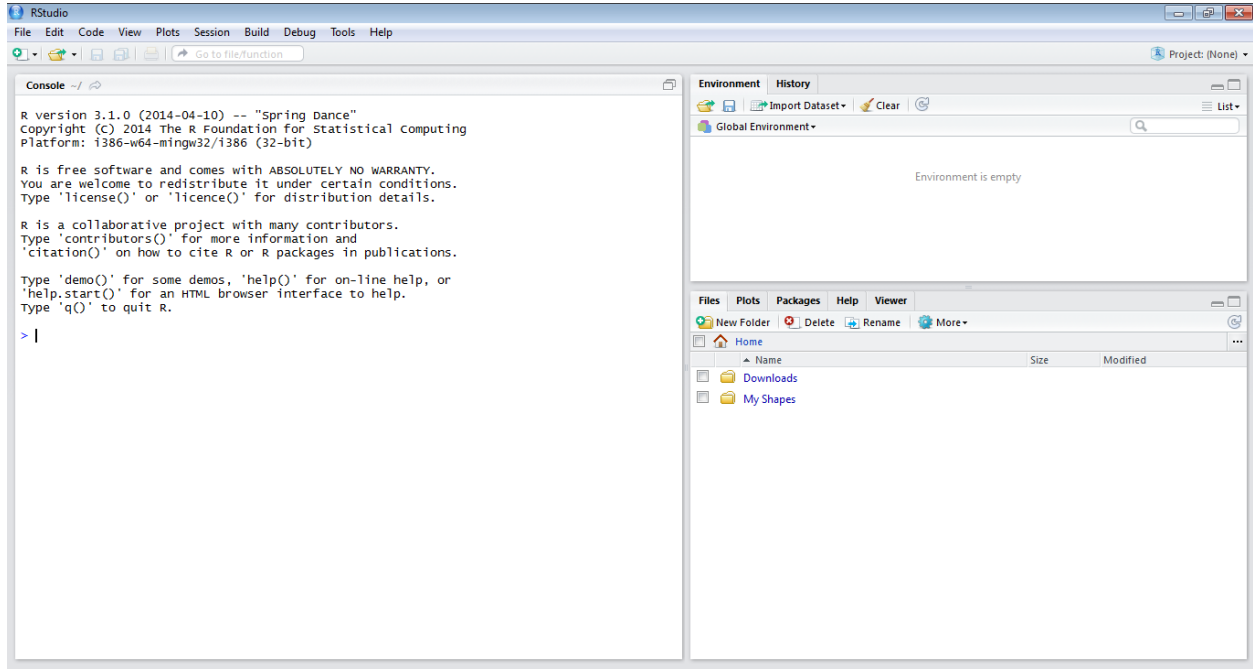 RStudio
File Edit Code View Plots Session Build Debug Tools Help
Go to file/function
Project: (None)
Console ~/
R version 3.1.0 (2014-04-10) -- "Spring Dance"
Copyright (C) 2014 The R Foundation for Statistical Computing
Platform: i386-w64-mingw32/i386 (32-bit)
R is free software and comes with ABSOLUTELY NO WARRANTY.
You are welcome to redistribute it under certain conditions.
Type 'license()' or 'licence()' for distribution details.
R is a collaborative project with many contributors.
Type 'contributors()' for more information and
'citation()' on how to cite R or R packages in publications.
Type 'demo()' for some demos, 'help()' for on-line help, or
'help.start()' for an HTML browser interface to help.
Type 'q()' to quit R.
>
Environment History
Import Dataset Clear
List
Global Environment
Environment is empty
Files Plots Packages Help Viewer
New Folder Delete Rename More
Home
...
Name Size Modified
Downloads
My Shapes